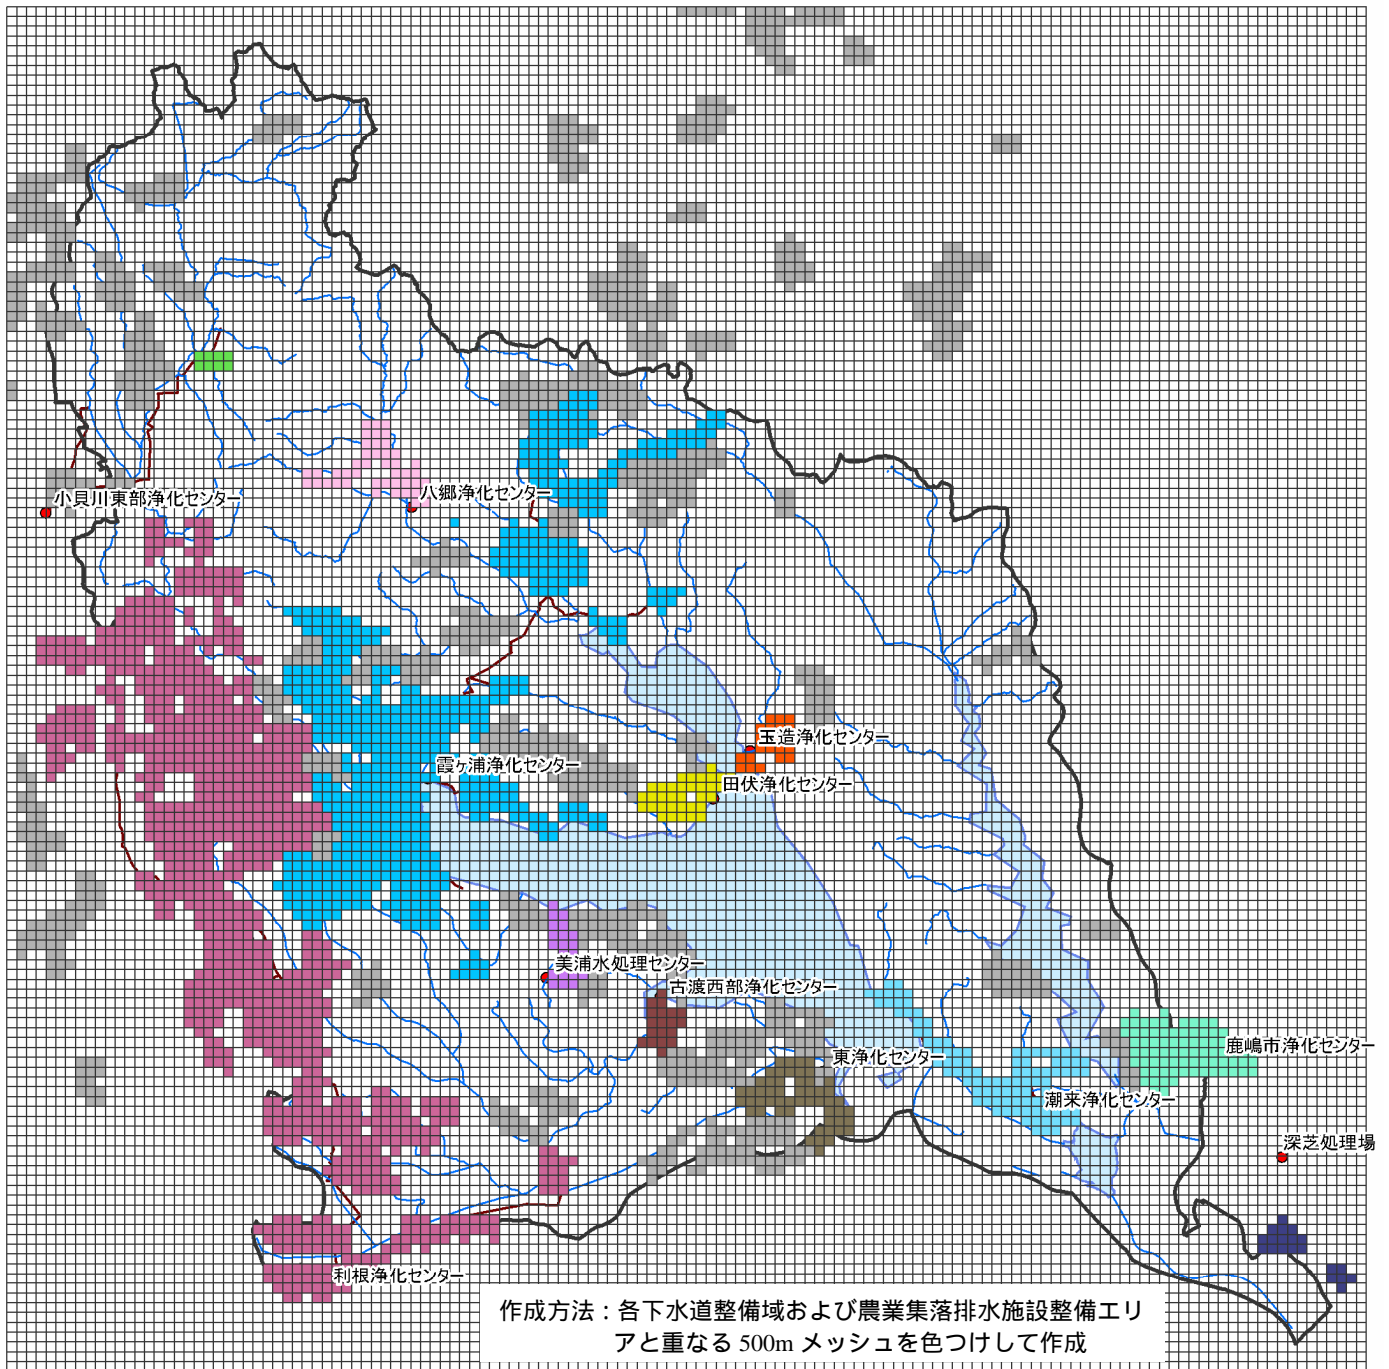 小貝川東部浄化センター
八郷浄化センター
玉造浄化センター
霞ヶ浦浄化センター
田伏浄化センター
美浦水処理センター
古渡西部浄化センター
東浄化センター
鹿嶋市浄化センター
潮来浄化センター
深芝処理場
利根浄化センター
作成方法：各下水道整備域および農業集落排水施設整備エリ
アと重なる 500m メッシュを色つけして作成